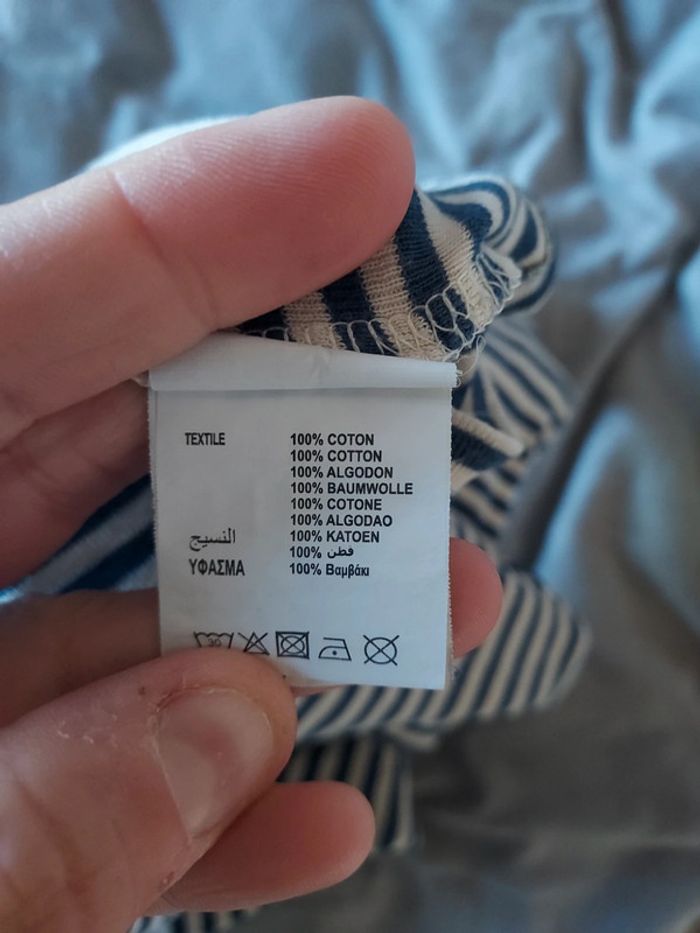 TEXTILE 100% COTON
100% COTTON
100% ALGODON
100% BAUMWOLLE
100% COTONE
100% ALGODAO
النسيج 100% KATOEN
100% قطن
ΥΦΑΣΜΑ 100% Βαμβάκι
30